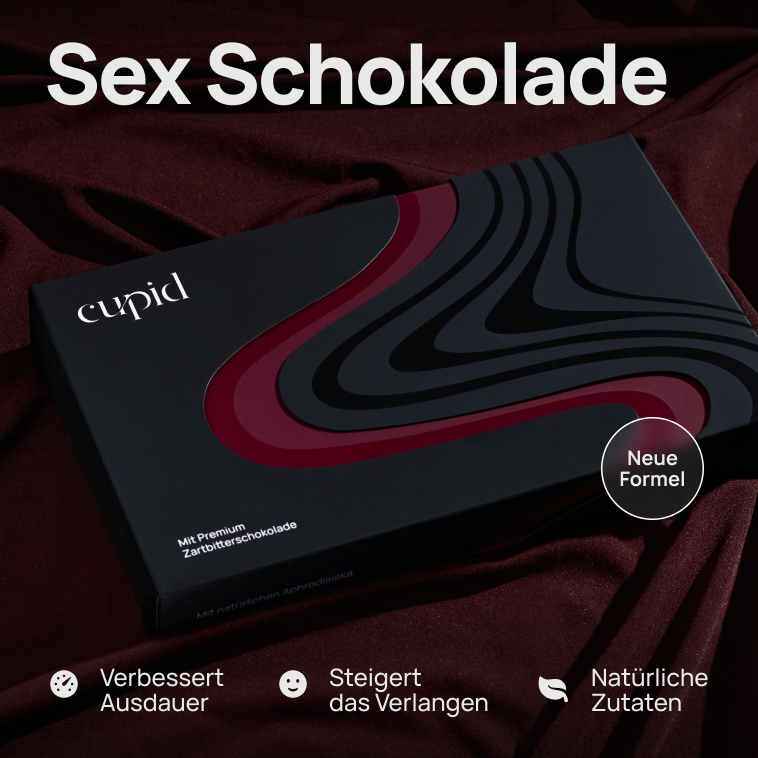 Sex Schokolade
cupid
Neue
Formel
Mit Premium
Zartbitterschokolade
Mit natürlichen Aphrodisiaka
Verbessert
Ausdauer
Steigert
das Verlangen
Natürliche
Zutaten